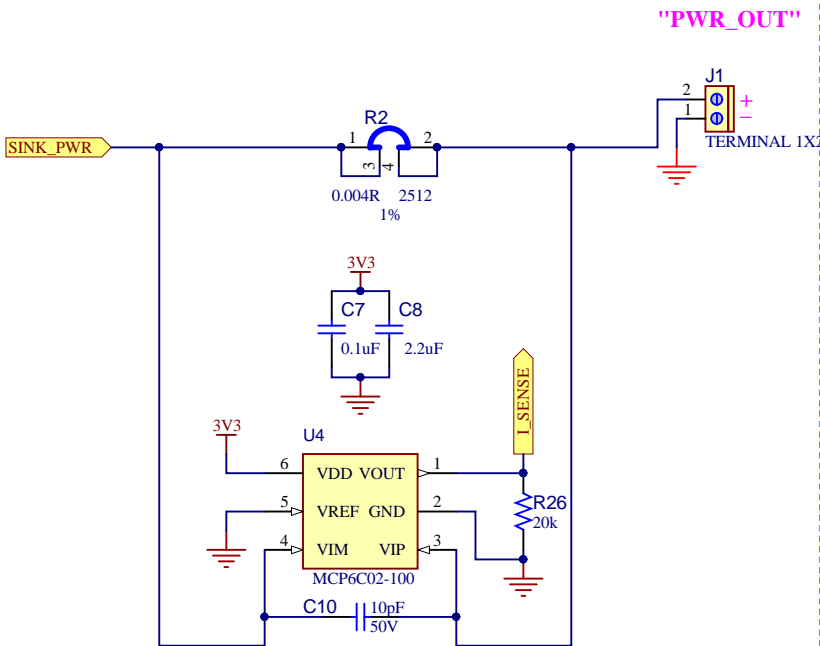 "PWR_OUT"
J1
2
1
+
−
TERMINAL 1X2
SINK_PWR
R2
1
2
3
4
0.004R 2512
1%
3V3
C7 C8
0.1uF 2.2uF
I_SENSE
3V3
U4
6 VDD VOUT 1
5 VREF GND 2
4 VIM VIP 3
MCP6C02-100
R26
20k
C10 10pF
50V